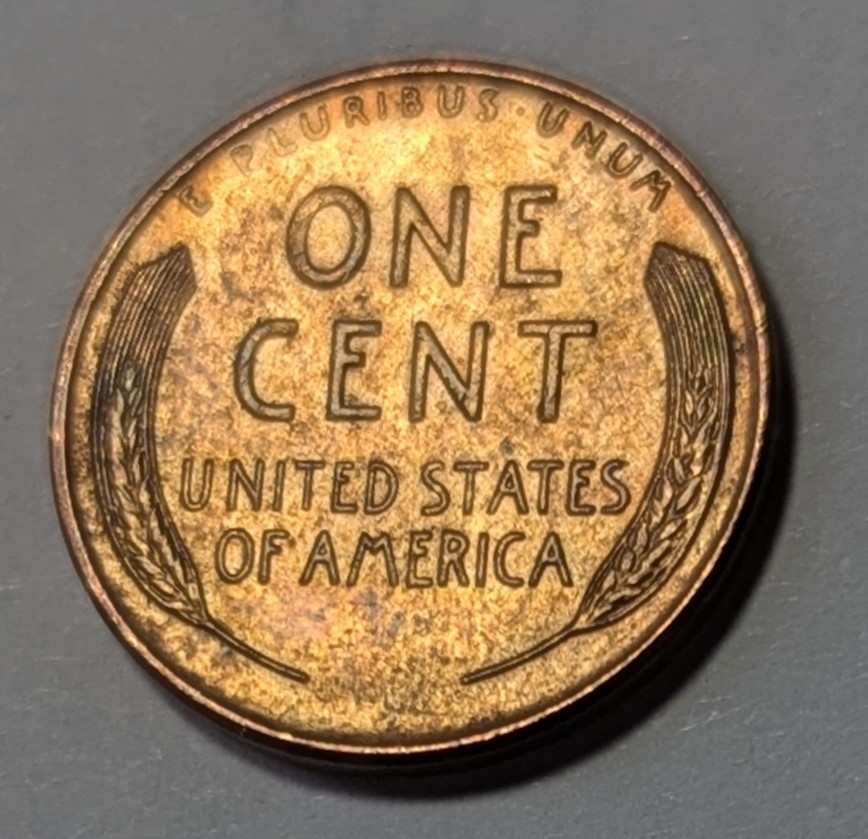 E PLURIBUS · UNUM
ONE
CENT
UNITED STATES
OF AMERICA